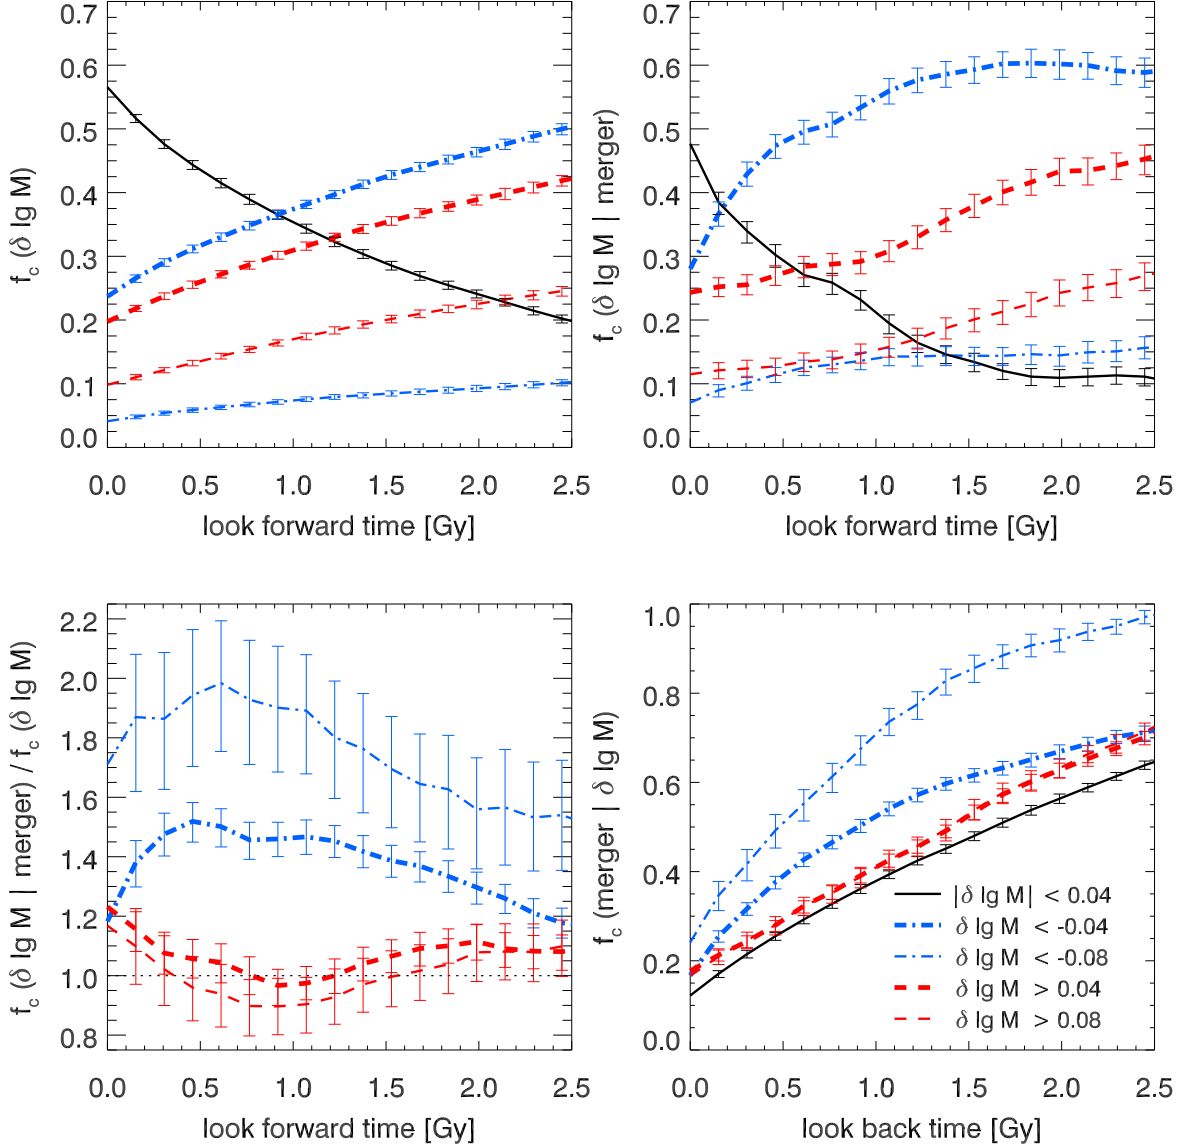 0.7
0.6
0.5
0.4
0.3
0.2
0.1
0.0
f_c (δ lg M)
0.0 0.5 1.0 1.5 2.0 2.5
look forward time [Gy]
0.7
0.6
0.5
0.4
0.3
0.2
0.1
0.0
f_c (δ lg M | merger)
0.0 0.5 1.0 1.5 2.0 2.5
look forward time [Gy]
2.2
2.0
1.8
1.6
1.4
1.2
1.0
0.8
f_c (δ lg M | merger) / f_c (δ lg M)
0.0 0.5 1.0 1.5 2.0 2.5
look forward time [Gy]
1.0
0.8
0.6
0.4
0.2
0.0
f_c (merger | δ lg M)
|δ lg M| < 0.04
δ lg M < -0.04
δ lg M < -0.08
δ lg M > 0.04
δ lg M > 0.08
0.0 0.5 1.0 1.5 2.0 2.5
look back time [Gy]